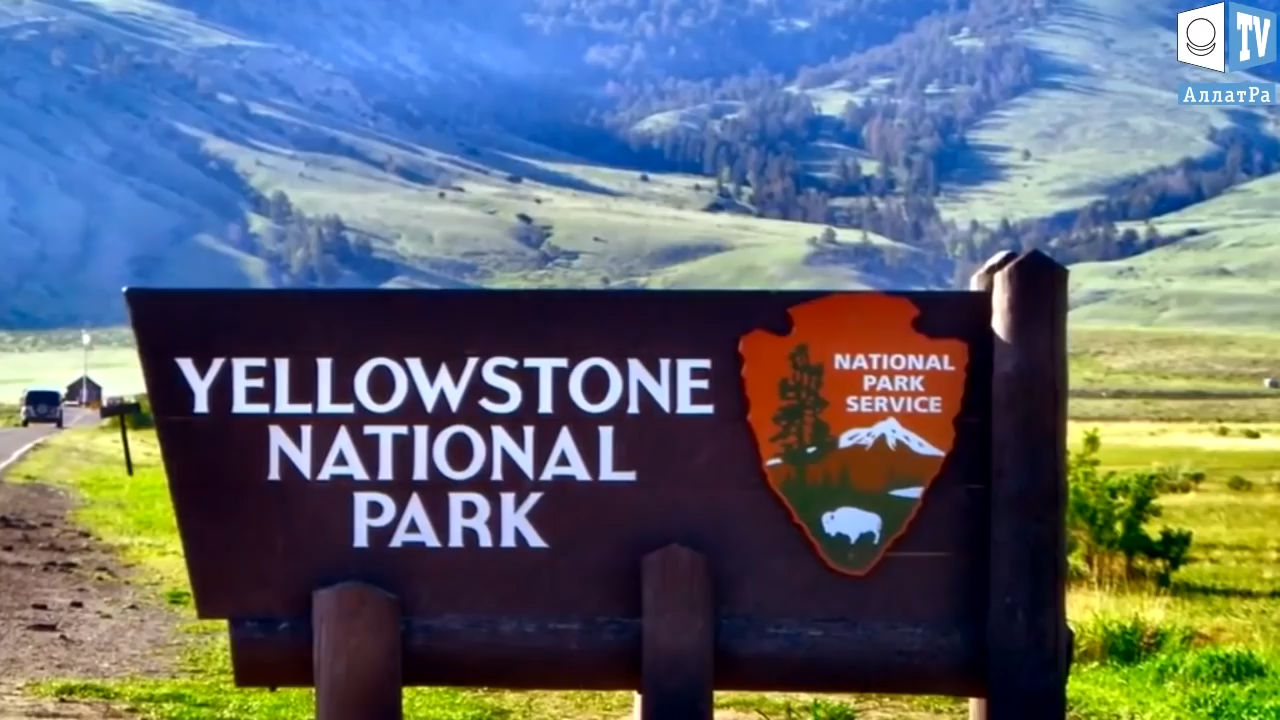 TV
АллатРа
YELLOWSTONE
NATIONAL
PARK
NATIONAL
PARK
SERVICE